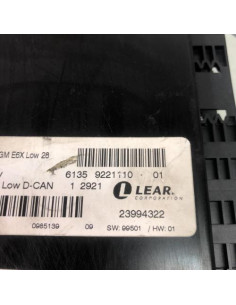 GM E6X Low 28
6135 9221710 - 01
Low D-CAN 1 2921
LEAR
CORPORATION
23994322
0985139 09 SW: 99501 / HW: 01